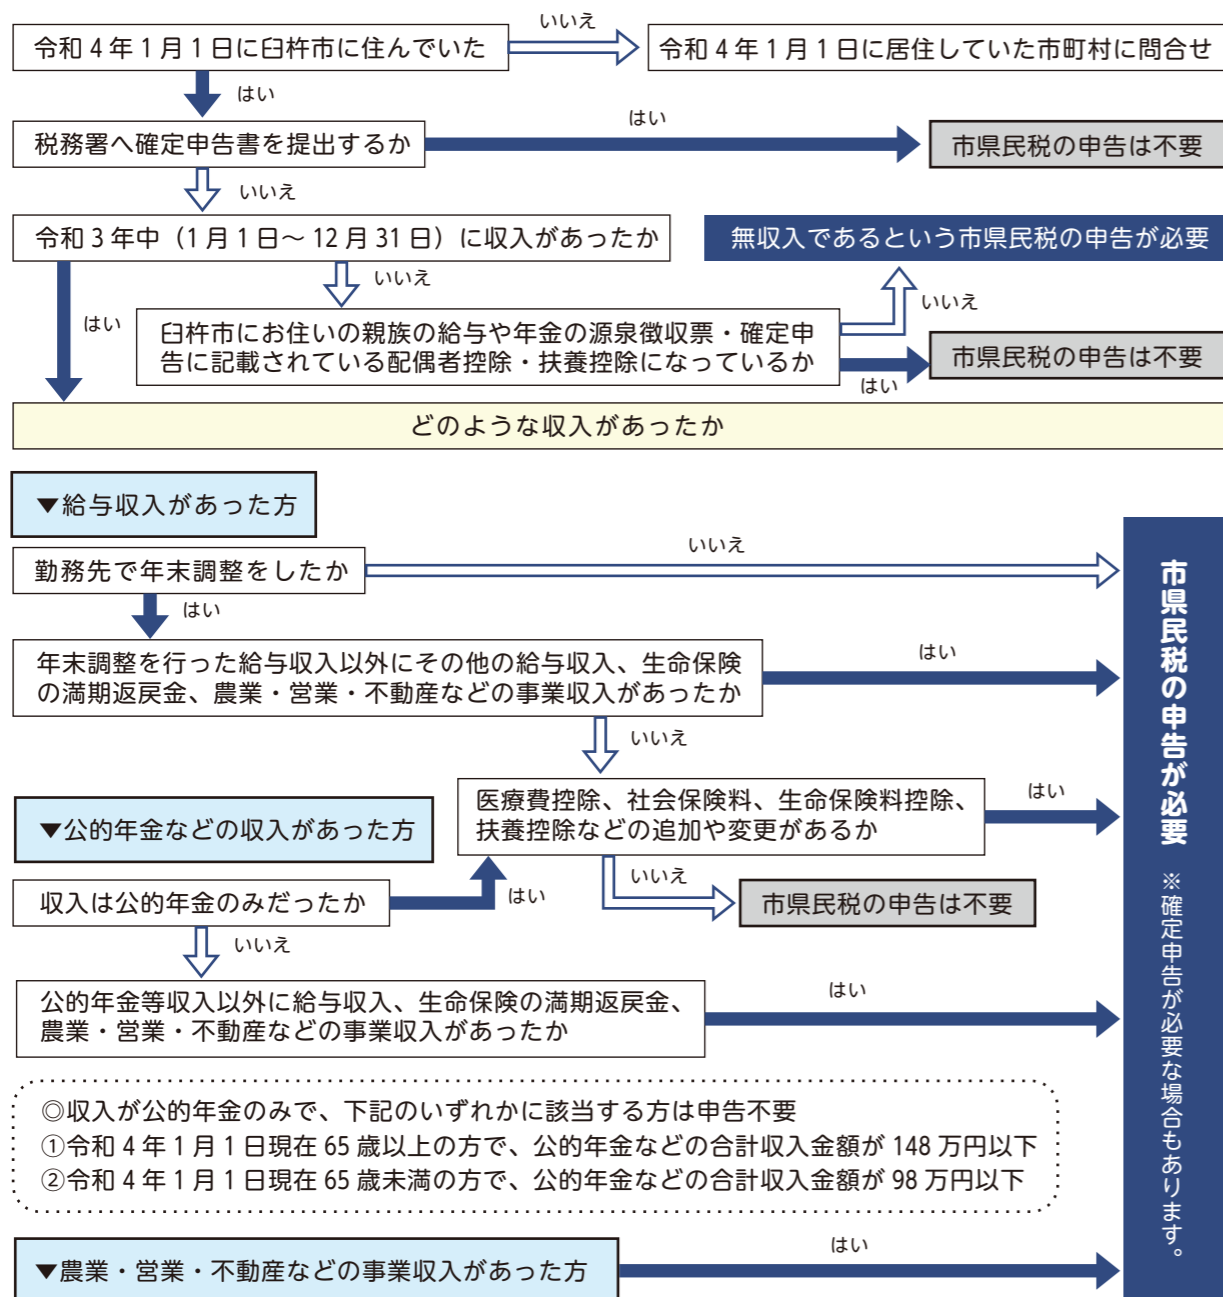 令和4年1月1日に臼杵市に住んでいた
いいえ
令和4年1月1日に居住していた市町村に問合せ
はい
税務署へ確定申告書を提出するか
はい
市県民税の申告は不要
いいえ
令和3年中（1月1日～12月31日）に収入があったか
無収入であるという市県民税の申告が必要
いいえ
いいえ
はい
臼杵市にお住いの親族の給与や年金の源泉徴収票・確定申
告に記載されている配偶者控除・扶養控除になっているか
市県民税の申告は不要
はい
どのような収入があったか
▼給与収入があった方
いいえ
勤務先で年末調整をしたか
はい
年末調整を行った給与収入以外にその他の給与収入、生命保険
の満期返戻金、農業・営業・不動産などの事業収入があったか
はい
いいえ
医療費控除、社会保険料、生命保険料控除、
扶養控除などの追加や変更があるか
はい
▼公的年金などの収入があった方
いいえ
収入は公的年金のみだったか
はい
市県民税の申告は不要
いいえ
公的年金等収入以外に給与収入、生命保険の満期返戻金、
農業・営業・不動産などの事業収入があったか
はい
◎収入が公的年金のみで、下記のいずれかに該当する方は申告不要
①令和4年1月1日現在65歳以上の方で、公的年金などの合計収入金額が148万円以下
②令和4年1月1日現在65歳未満の方で、公的年金などの合計収入金額が98万円以下
▼農業・営業・不動産などの事業収入があった方
はい
市県民税の申告が必要
※確定申告が必要な場合もあります。